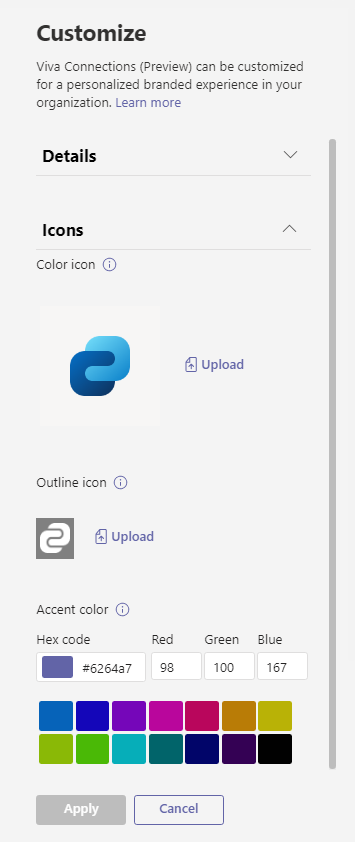 Customize
Viva Connections (Preview) can be customized
for a personalized branded experience in your
organization. Learn more
Details
Icons
Color icon
Upload
Outline icon
Upload
Accent color
Hex code Red Green Blue
#6264a7 98 100 167
Apply Cancel